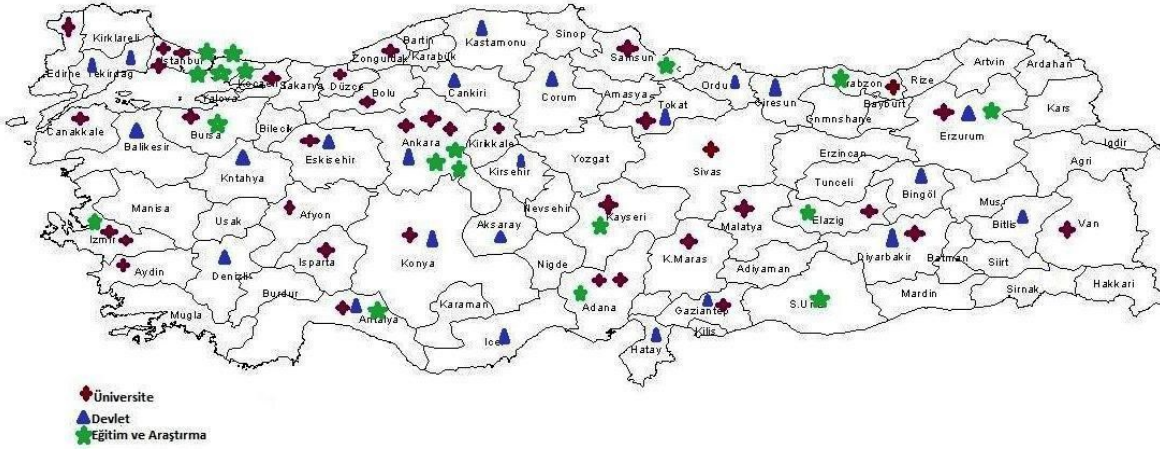 Kirklareli
Edirne
Tekirdag
Istanbul
Kocaeli
Yalova
Sakarya
Düzce
Zonguldak
Bartin
Karabük
Kastamonu
Sinop
Samsun
Ordu
Giresun
Trabzon
Rize
Artvin
Ardahan
Canakkale
Balikesir
Bursa
Bilecik
Bolu
Cankiri
Corum
Amasya
Tokat
Gnmnshane
Bayburt
Erzurum
Kars
Igdir
Kntahya
Eskisehir
Ankara
Kirikkale
Kirsehir
Yozgat
Sivas
Erzincan
Tunceli
Bingöl
Agri
Manisa
Usak
Afyon
Aksaray
Nevsehir
Kayseri
Malatya
Elazig
Mus
Bitlis
Van
Izmir
Aydin
Denizli
Isparta
Konya
Nigde
K.Maras
Adiyaman
Diyarbakir
Batman
Siirt
Mugla
Burdur
Antalya
Karaman
Icel
Adana
Gaziantep
Kilis
Hatay
Mardin
Sirnak
Hakkari
Üniversite
Devlet
Eğitim ve Araştırma